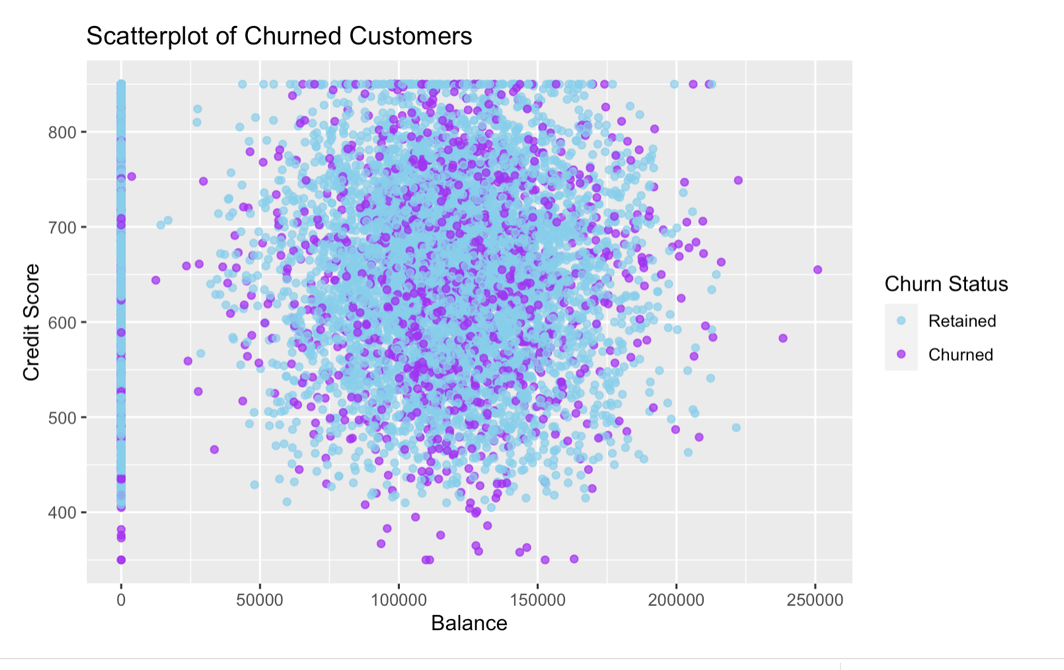 Scatterplot of Churned Customers
800
700
600
500
400
Credit Score
0 50000 100000 150000 200000 250000
Balance
Churn Status
Retained
Churned